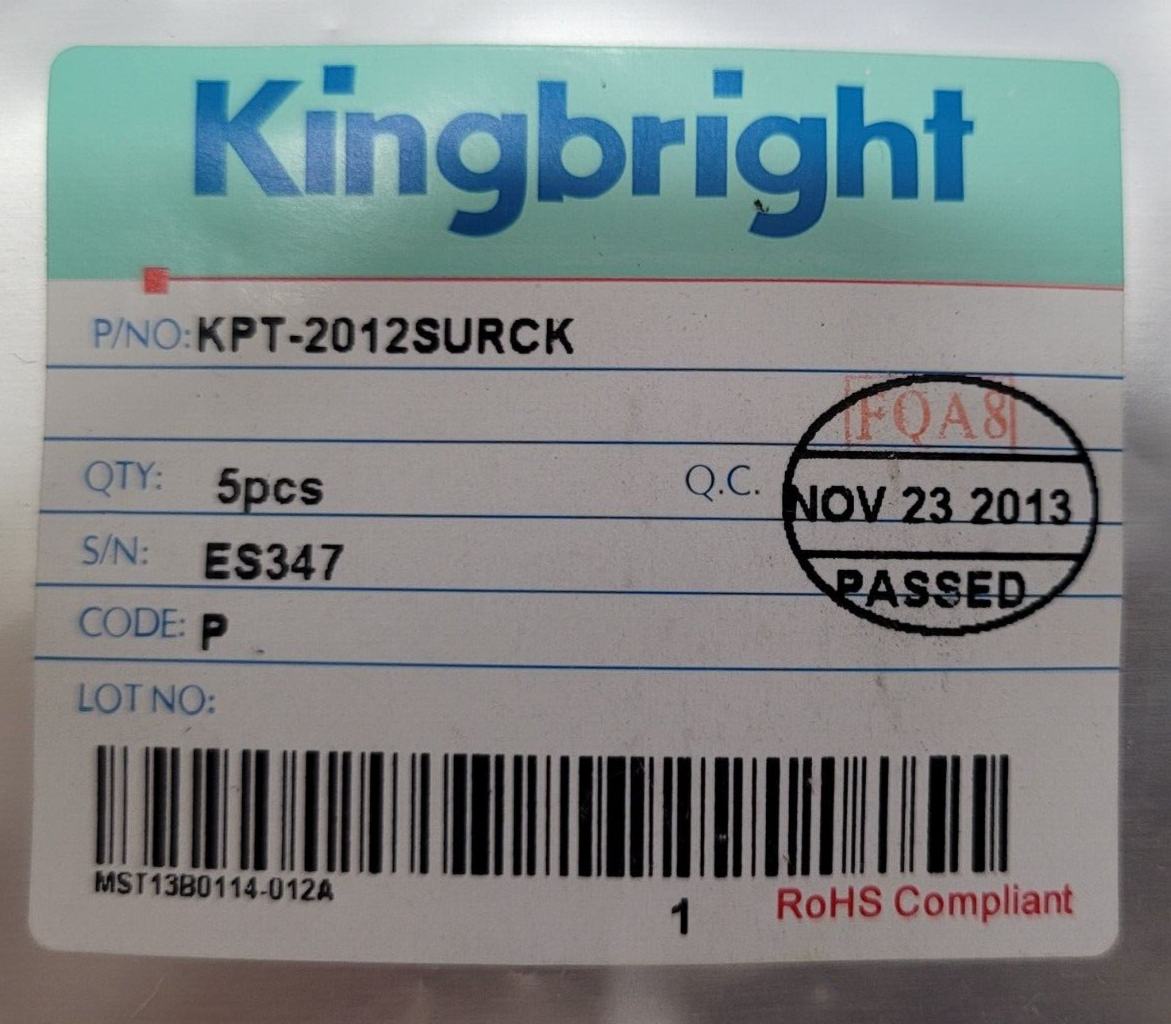 Kingbright
P/NO: KPT-2012SURCK
FQA8
QTY: 5pcs
Q.C. NOV 23 2013
S/N: ES347
PASSED
CODE: P
LOT NO:
MST13B0114-012A
1
RoHS Compliant